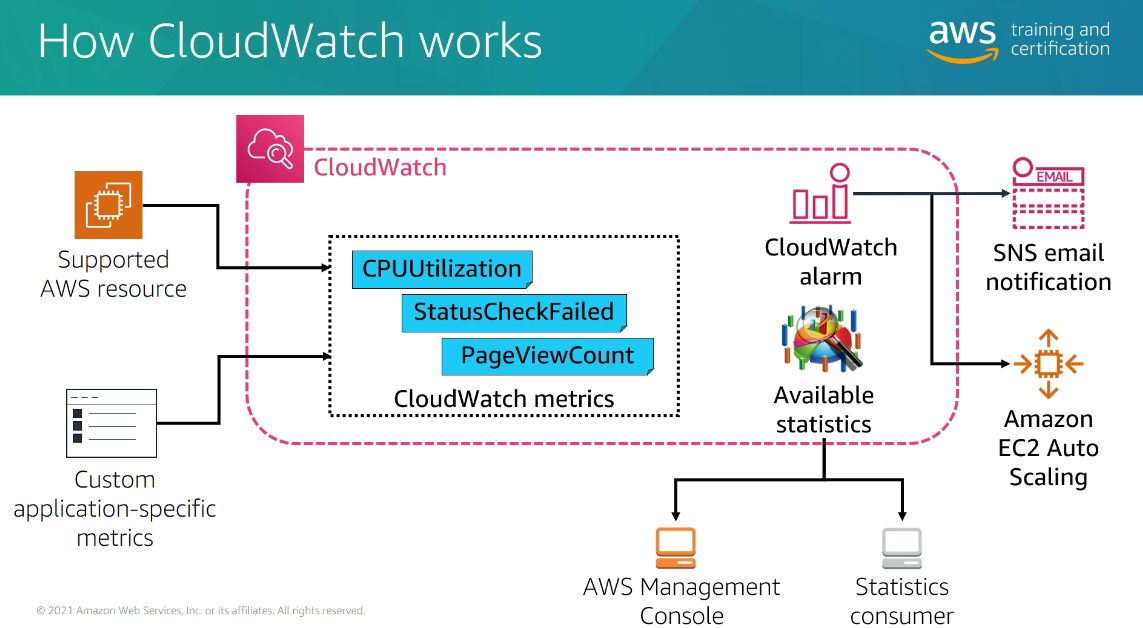 How CloudWatch works
aws training and
certification
CloudWatch
Supported
AWS resource
CPUUtilization
StatusCheckFailed
PageViewCount
CloudWatch metrics
CloudWatch
alarm
EMAIL
SNS email
notification
Available
statistics
Amazon
EC2 Auto
Scaling
Custom
application-specific
metrics
AWS Management
Console
Statistics
consumer
© 2021 Amazon Web Services, Inc. or its affiliates. All rights reserved.